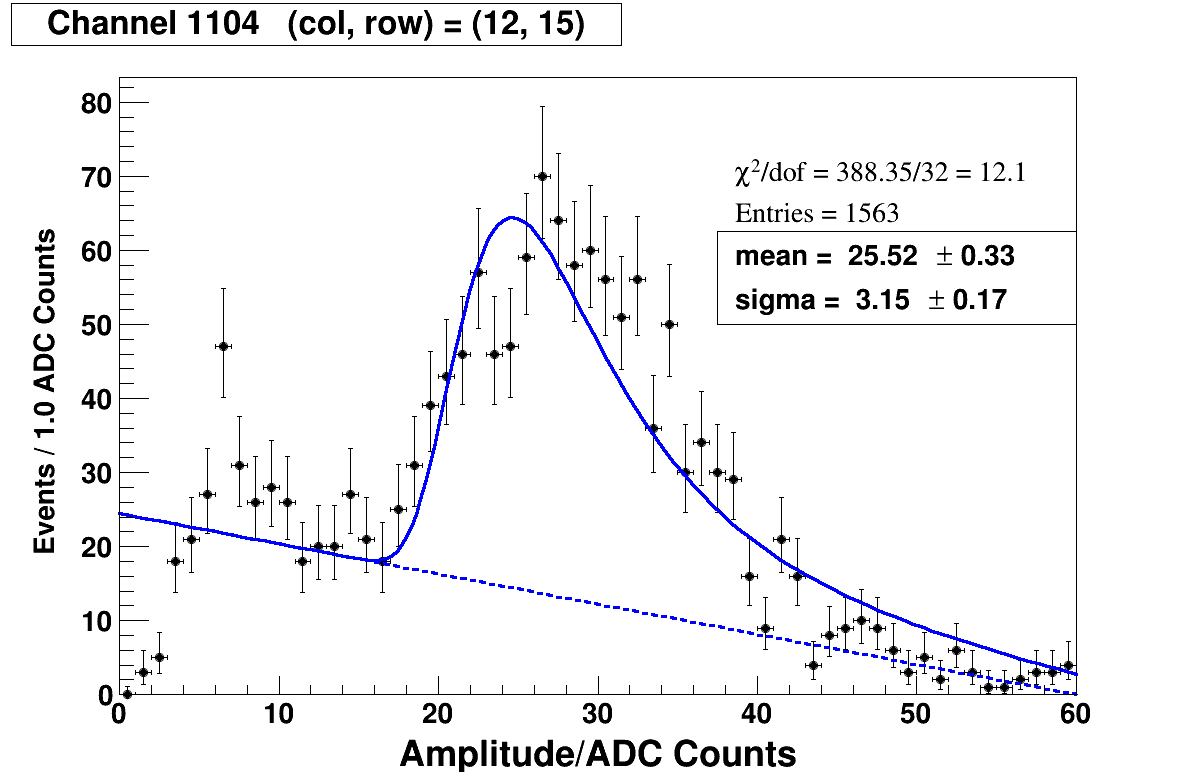 Channel 1104 (col, row) = (12, 15)
80
70
60
50
40
30
20
10
0
Events / 1.0 ADC Counts
χ²/dof = 388.35/32 = 12.1
Entries = 1563
mean = 25.52 ± 0.33
sigma = 3.15 ± 0.17
0 10 20 30 40 50 60
Amplitude/ADC Counts